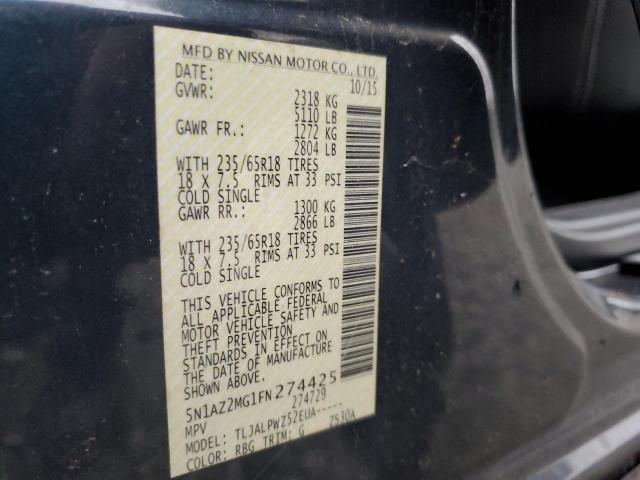 MFD BY NISSAN MOTOR CO., LTD.
DATE: 10/15
GVWR: 2318 KG
5110 LB
GAWR FR.: 1272 KG
2804 LB
WITH 235/65R18 TIRES
18 X 7.5 RIMS AT 33 PSI
COLD SINGLE
GAWR RR.: 1300 KG
2866 LB
WITH 235/65R18 TIRES
18 X 7.5 RIMS AT 33 PSI
COLD SINGLE
THIS VEHICLE CONFORMS TO
ALL APPLICABLE FEDERAL
MOTOR VEHICLE SAFETY AND
THEFT PREVENTION
STANDARDS IN EFFECT ON
THE DATE OF MANUFACTURE
SHOWN ABOVE.
5N1AZ2MG1FN274425
MPV 274729
MODEL: TLJALPWZ52EUA-----
COLOR: RBG TRIM: G Z530A